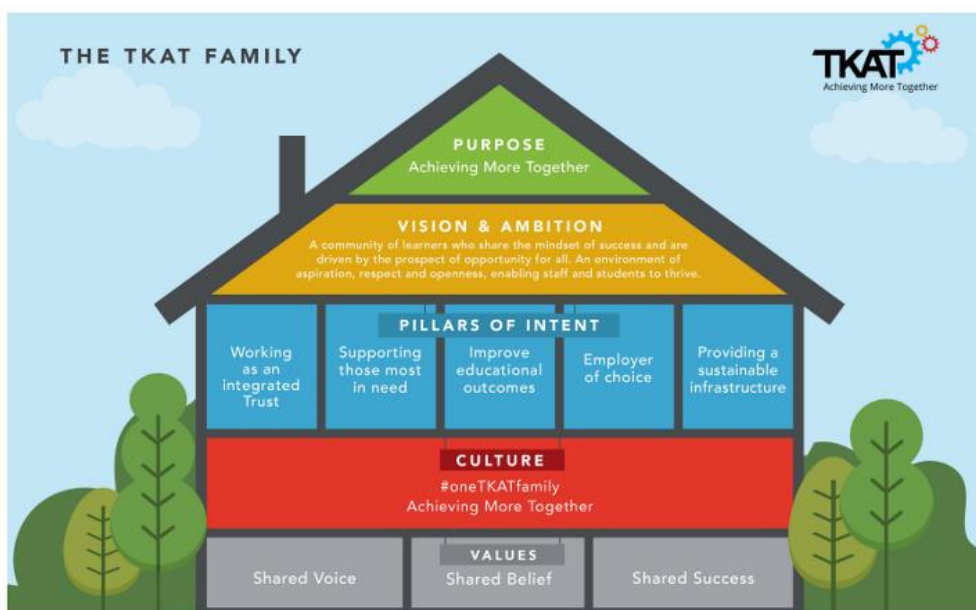 THE TKAT FAMILY
TKAT
Achieving More Together
PURPOSE
Achieving More Together
VISION & AMBITION
A community of learners who share the mindset of success and are
driven by the prospect of opportunity for all. An environment of
aspiration, respect and openness, enabling staff and students to thrive.
PILLARS OF INTENT
Working
as an
integrated
Trust
Supporting
those most
in need
Improve
educational
outcomes
Employer
of choice
Providing a
sustainable
infrastructure
CULTURE
#oneTKATfamily
Achieving More Together
VALUES
Shared Voice
Shared Belief
Shared Success